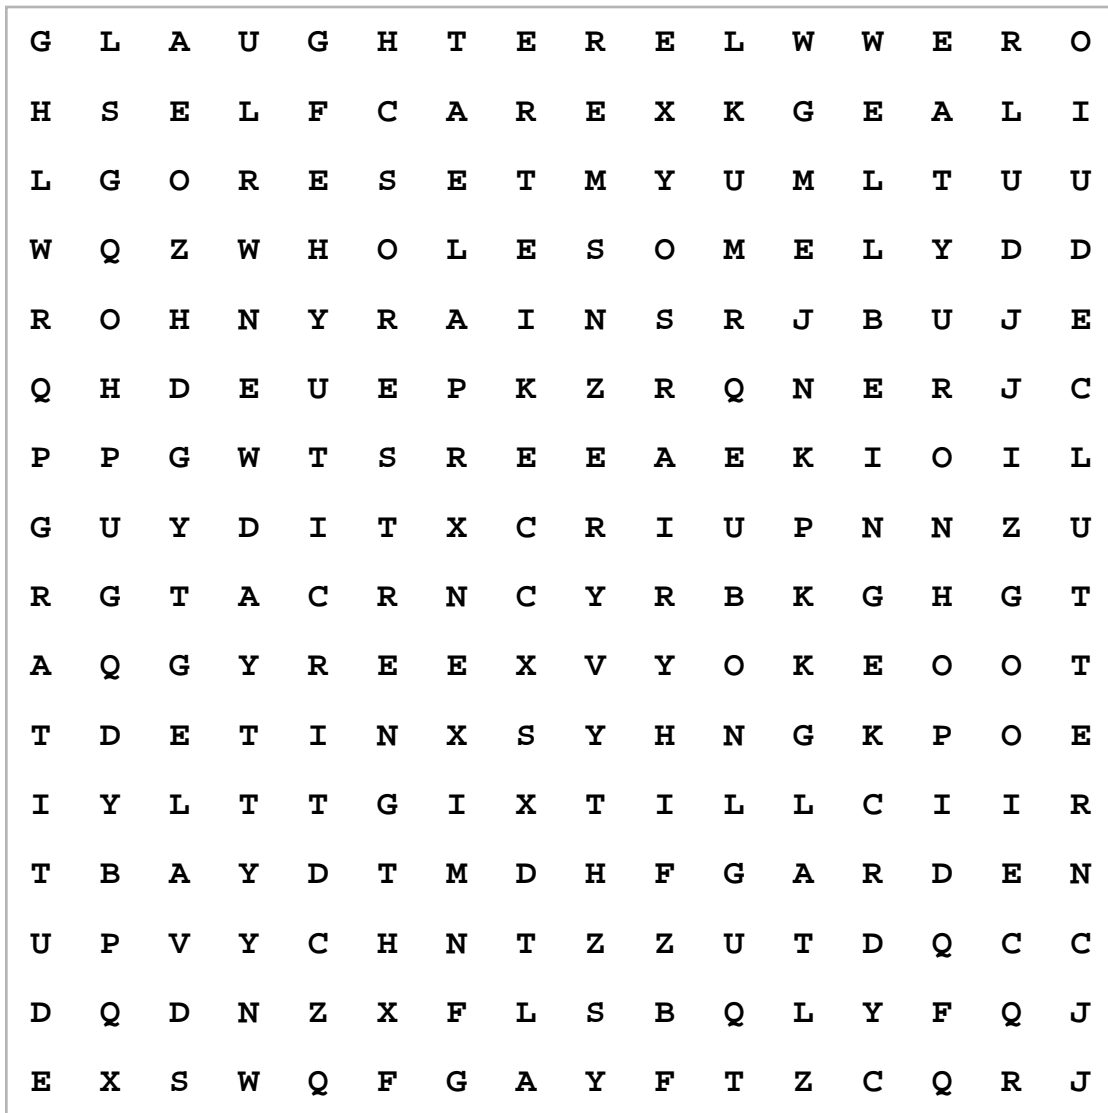 G L A U G H T E R E L W W E R O
H S E L F C A R E X K G E A L I
L G O R E S E T M Y U M L T U U
W Q Z W H O L E S O M E L Y D D
R O H N Y R A I N S R J B U J E
Q H D E U E P K Z R Q N E R J C
P P G W T S R E E A E K I O I L
G U Y D I T X C R I U P N N Z U
R G T A C R N C Y R B K G H G T
A Q G Y R E E X V Y O K E O O T
T D E T I N X S Y H N G K P O E
I Y L T T G I X T I L L C I I R
T B A Y D T M D H F G A R D E N
U P V Y C H N T Z Z U T D Q C C
D Q D N Z X F L S B Q L Y F Q J
E X S W Q F G A Y F T Z C Q R J